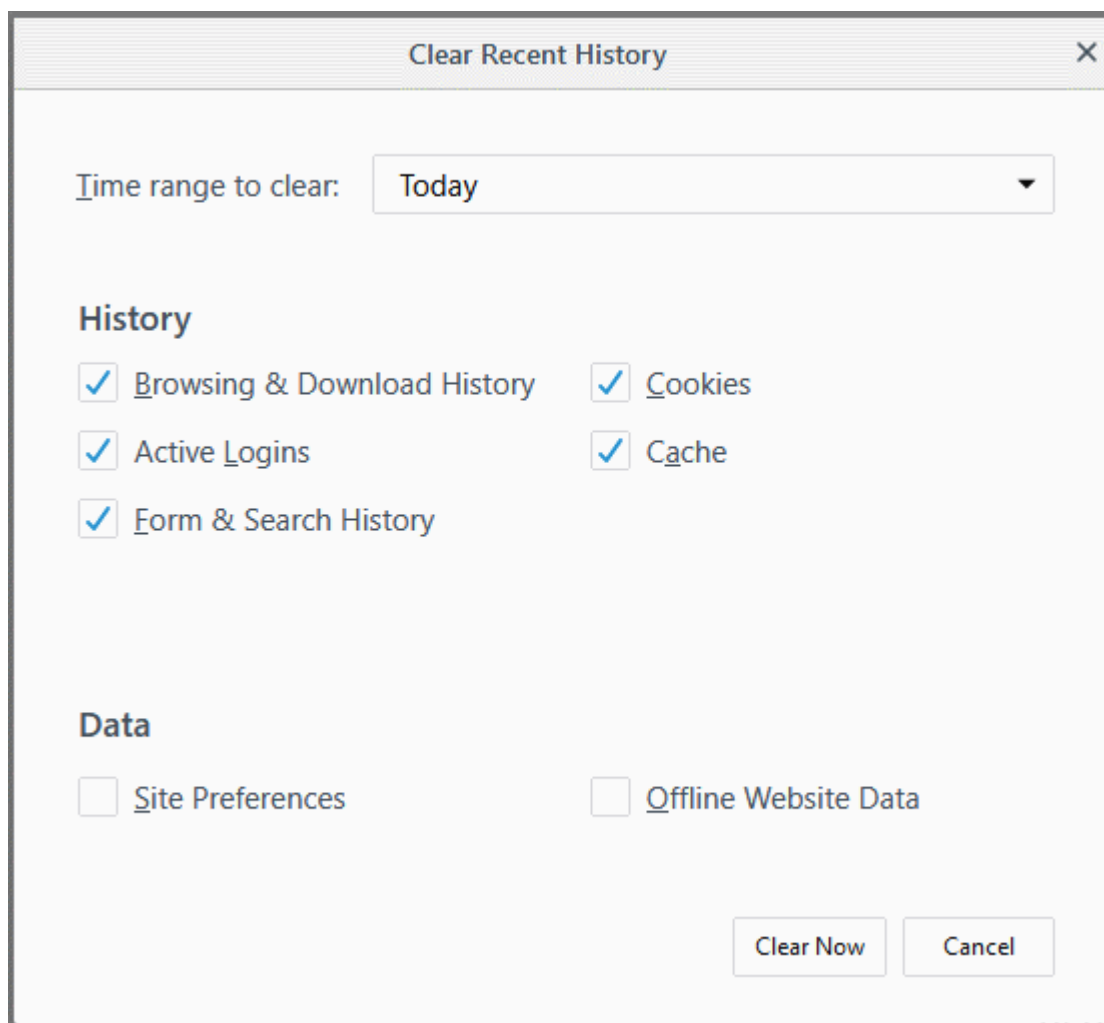 Clear Recent History
Time range to clear: Today
History
Browsing & Download History Cookies
Active Logins Cache
Form & Search History
Data
Site Preferences Offline Website Data
Clear Now Cancel